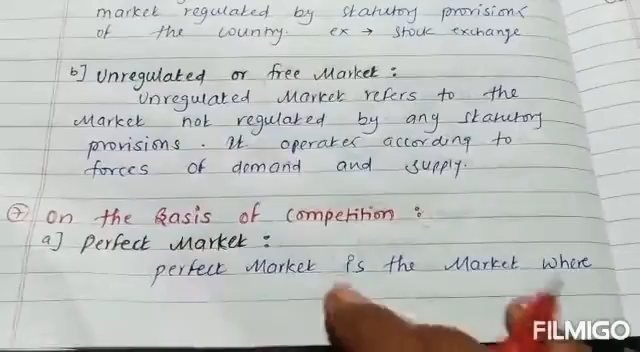 market regulated by statutory provisions
of the country. ex → stock exchange
b] Unregulated or free Market :
Unregulated Market refers to the
Market not regulated by any statutory
provisions. It operates according to
forces of demand and supply.
⑦ On the Basis of competition :
a] Perfect Market :
perfect Market is the Market where
FILMIGO